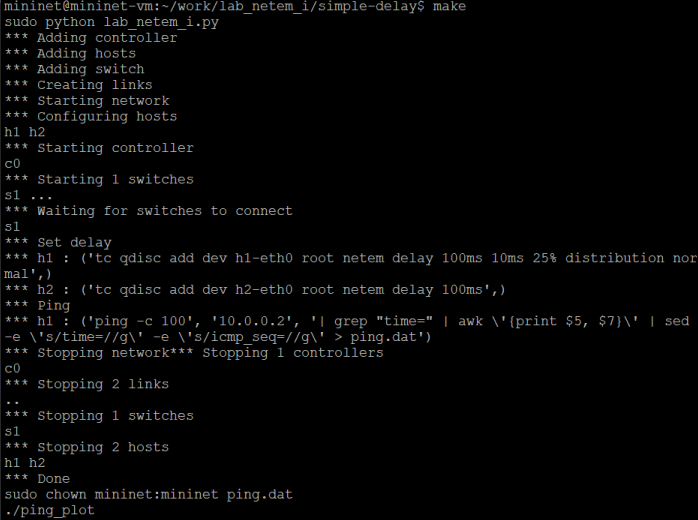 mininet@mininet-vm:~/work/lab_netem_i/simple-delay$ make
sudo python lab_netem_i.py
*** Adding controller
*** Adding hosts
*** Adding switch
*** Creating links
*** Starting network
*** Configuring hosts
h1 h2
*** Starting controller
c0
*** Starting 1 switches
s1 ...
*** Waiting for switches to connect
s1
*** Set delay
*** h1 : ('tc qdisc add dev h1-eth0 root netem delay 100ms 10ms 25% distribution nor
mal',)
*** h2 : ('tc qdisc add dev h2-eth0 root netem delay 100ms',)
*** Ping
*** h1 : ('ping -c 100', '10.0.0.2', '| grep "time=" | awk \'{print $5, $7}\' | sed
-e \'s/time=//g\' -e \'s/icmp_seq=//g\' > ping.dat')
*** Stopping network*** Stopping 1 controllers
c0
*** Stopping 2 links
..
*** Stopping 1 switches
s1
*** Stopping 2 hosts
h1 h2
*** Done
sudo chown mininet:mininet ping.dat
./ping_plot